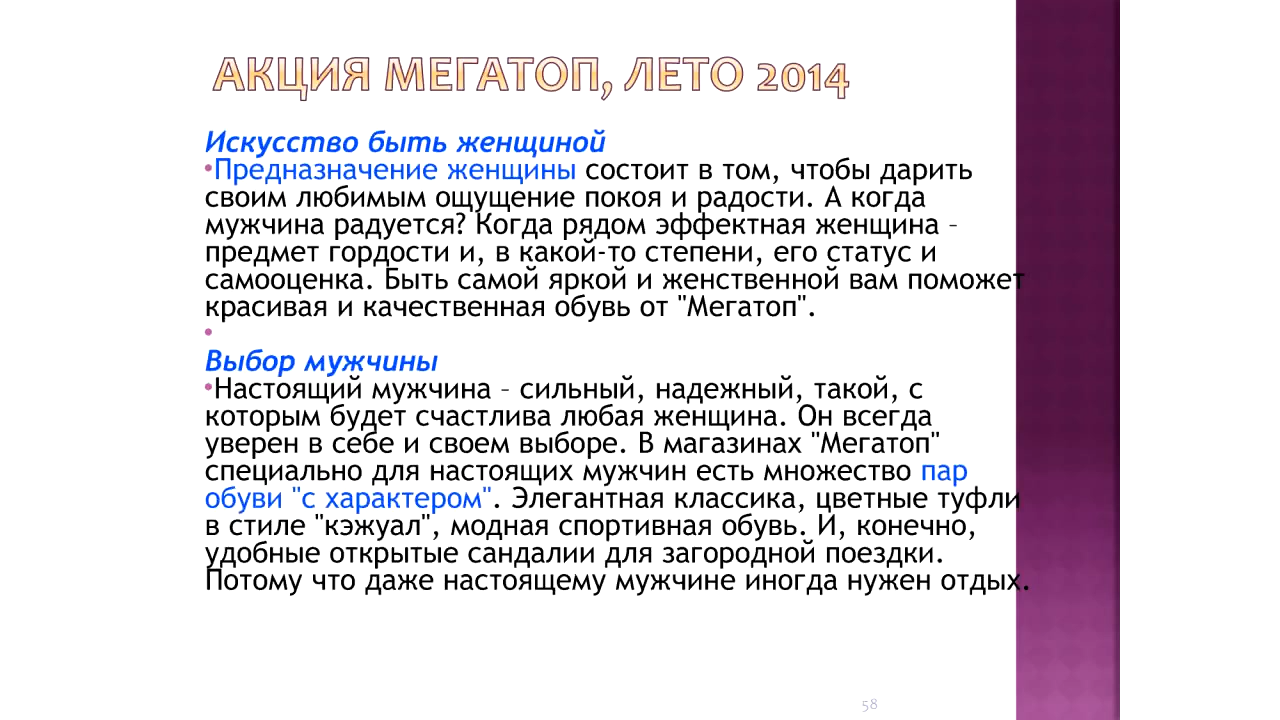 АКЦИЯ МЕГАТОП, ЛЕТО 2014
Искусство быть женщиной
•Предназначение женщины состоит в том, чтобы дарить
своим любимым ощущение покоя и радости. А когда
мужчина радуется? Когда рядом эффектная женщина –
предмет гордости и, в какой-то степени, его статус и
самооценка. Быть самой яркой и женственной вам поможет
красивая и качественная обувь от "Мегатоп".
•
Выбор мужчины
•Настоящий мужчина – сильный, надежный, такой, с
которым будет счастлива любая женщина. Он всегда
уверен в себе и своем выборе. В магазинах "Мегатоп"
специально для настоящих мужчин есть множество пар
обуви "с характером". Элегантная классика, цветные туфли
в стиле "кэжуал", модная спортивная обувь. И, конечно,
удобные открытые сандалии для загородной поездки.
Потому что даже настоящему мужчине иногда нужен отдых.
58